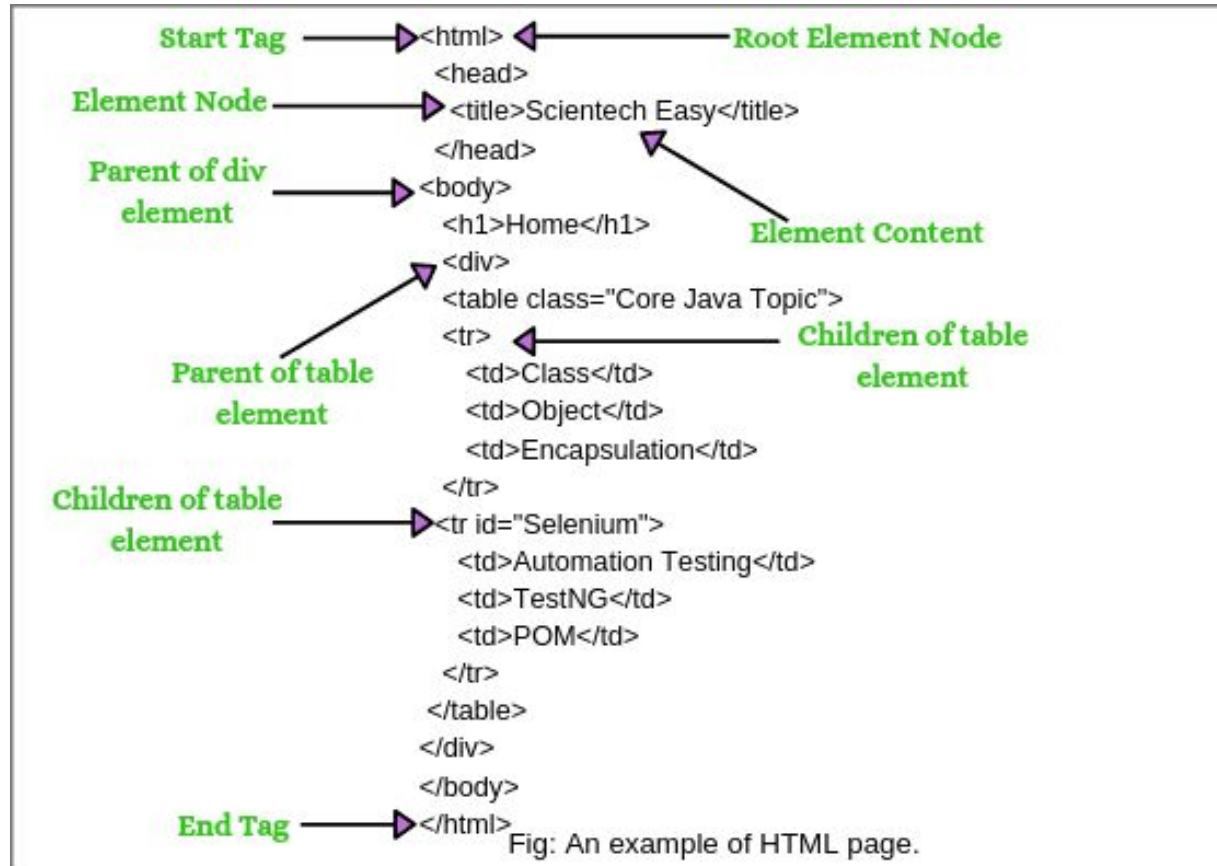 Start Tag
<html>
Root Element Node
<head>
Element Node
<title>Scientech Easy</title>
</head>
Parent of div
element
<body>
<h1>Home</h1>
Element Content
<div>
<table class="Core Java Topic">
<tr>
Children of table
element
Parent of table
element
<td>Class</td>
<td>Object</td>
<td>Encapsulation</td>
</tr>
Children of table
element
<tr id="Selenium">
<td>Automation Testing</td>
<td>TestNG</td>
<td>POM</td>
</tr>
</table>
</div>
</body>
End Tag
</html>
Fig: An example of HTML page.